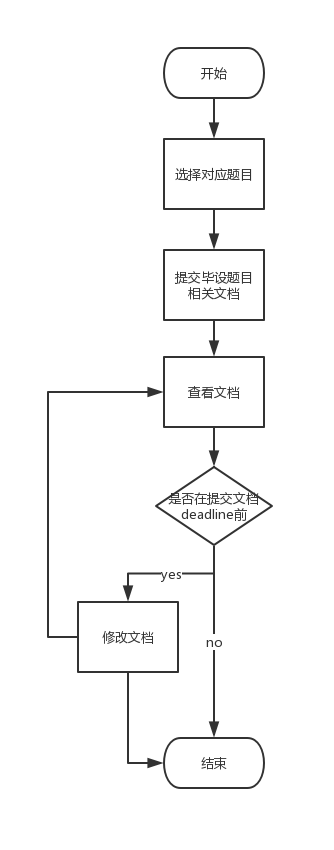 开始
选择对应题目
提交毕设题目
相关文档
查看文档
是否在提交文档
deadline前
yes
修改文档
no
结束